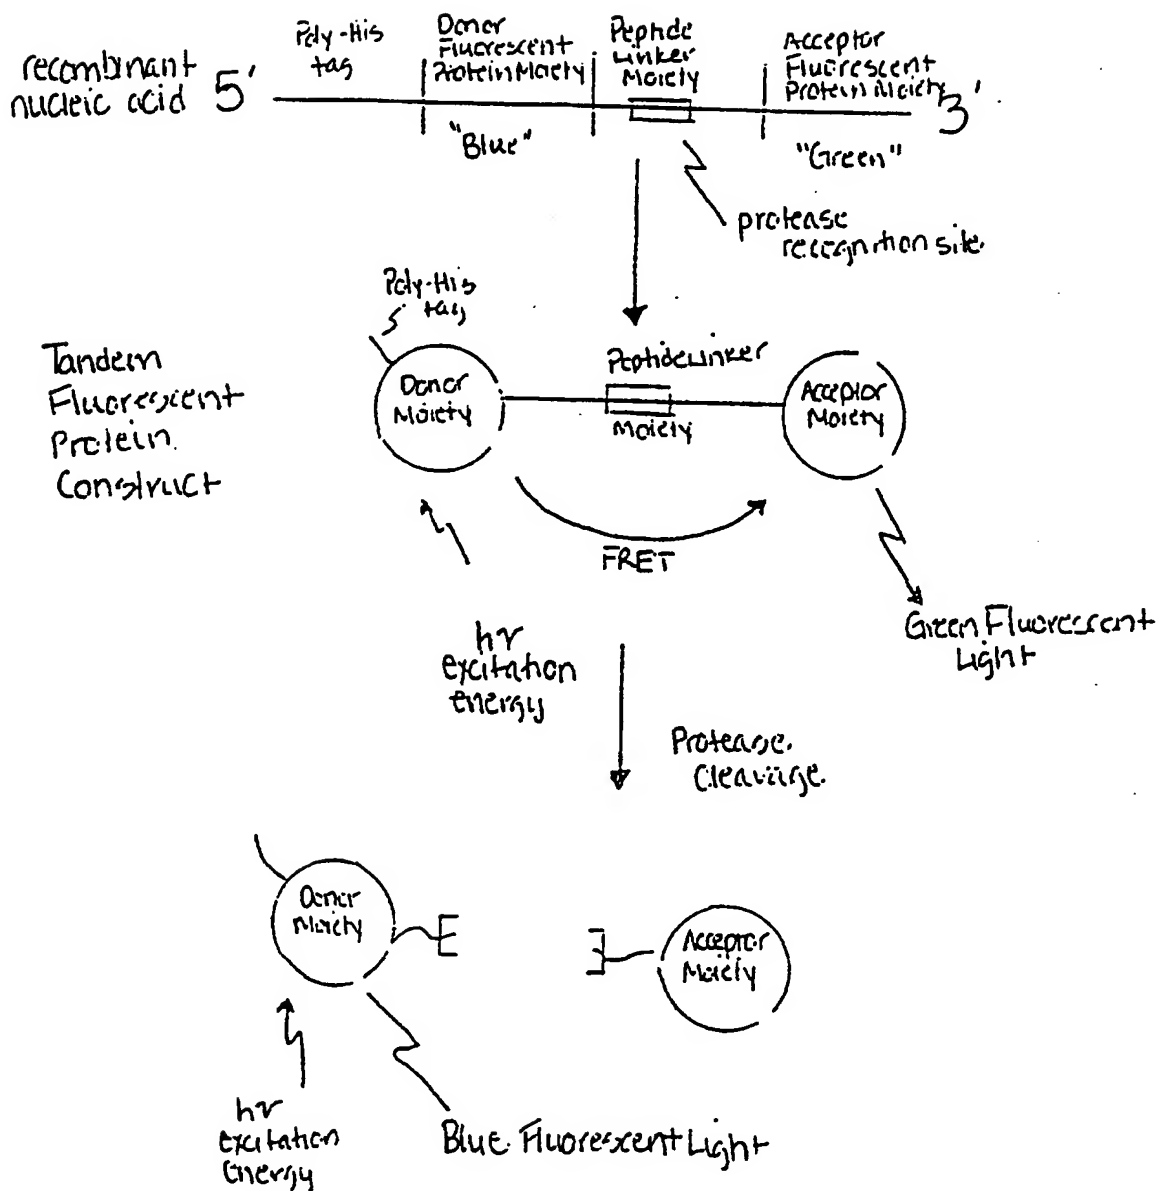 recombinant
nucleic acid
5'
Poly-His
tag
Donor
Fluorescent
Protein Moiety
Peptide
Linker
Moiety
Acceptor
Fluorescent
Protein Moiety
3'
"Blue"
"Green"
protease
recognition site.
Poly-His
tag
Tandem
Fluorescent
Protein
Construct
Donor
Moiety
Peptide Linker
Moiety
Acceptor
Moiety
FRET
Green Fluorescent
Light
hν
excitation
energy
Protease
Cleavage.
Donor
Moiety
Acceptor
Moiety
hν
excitation
energy
Blue Fluorescent Light